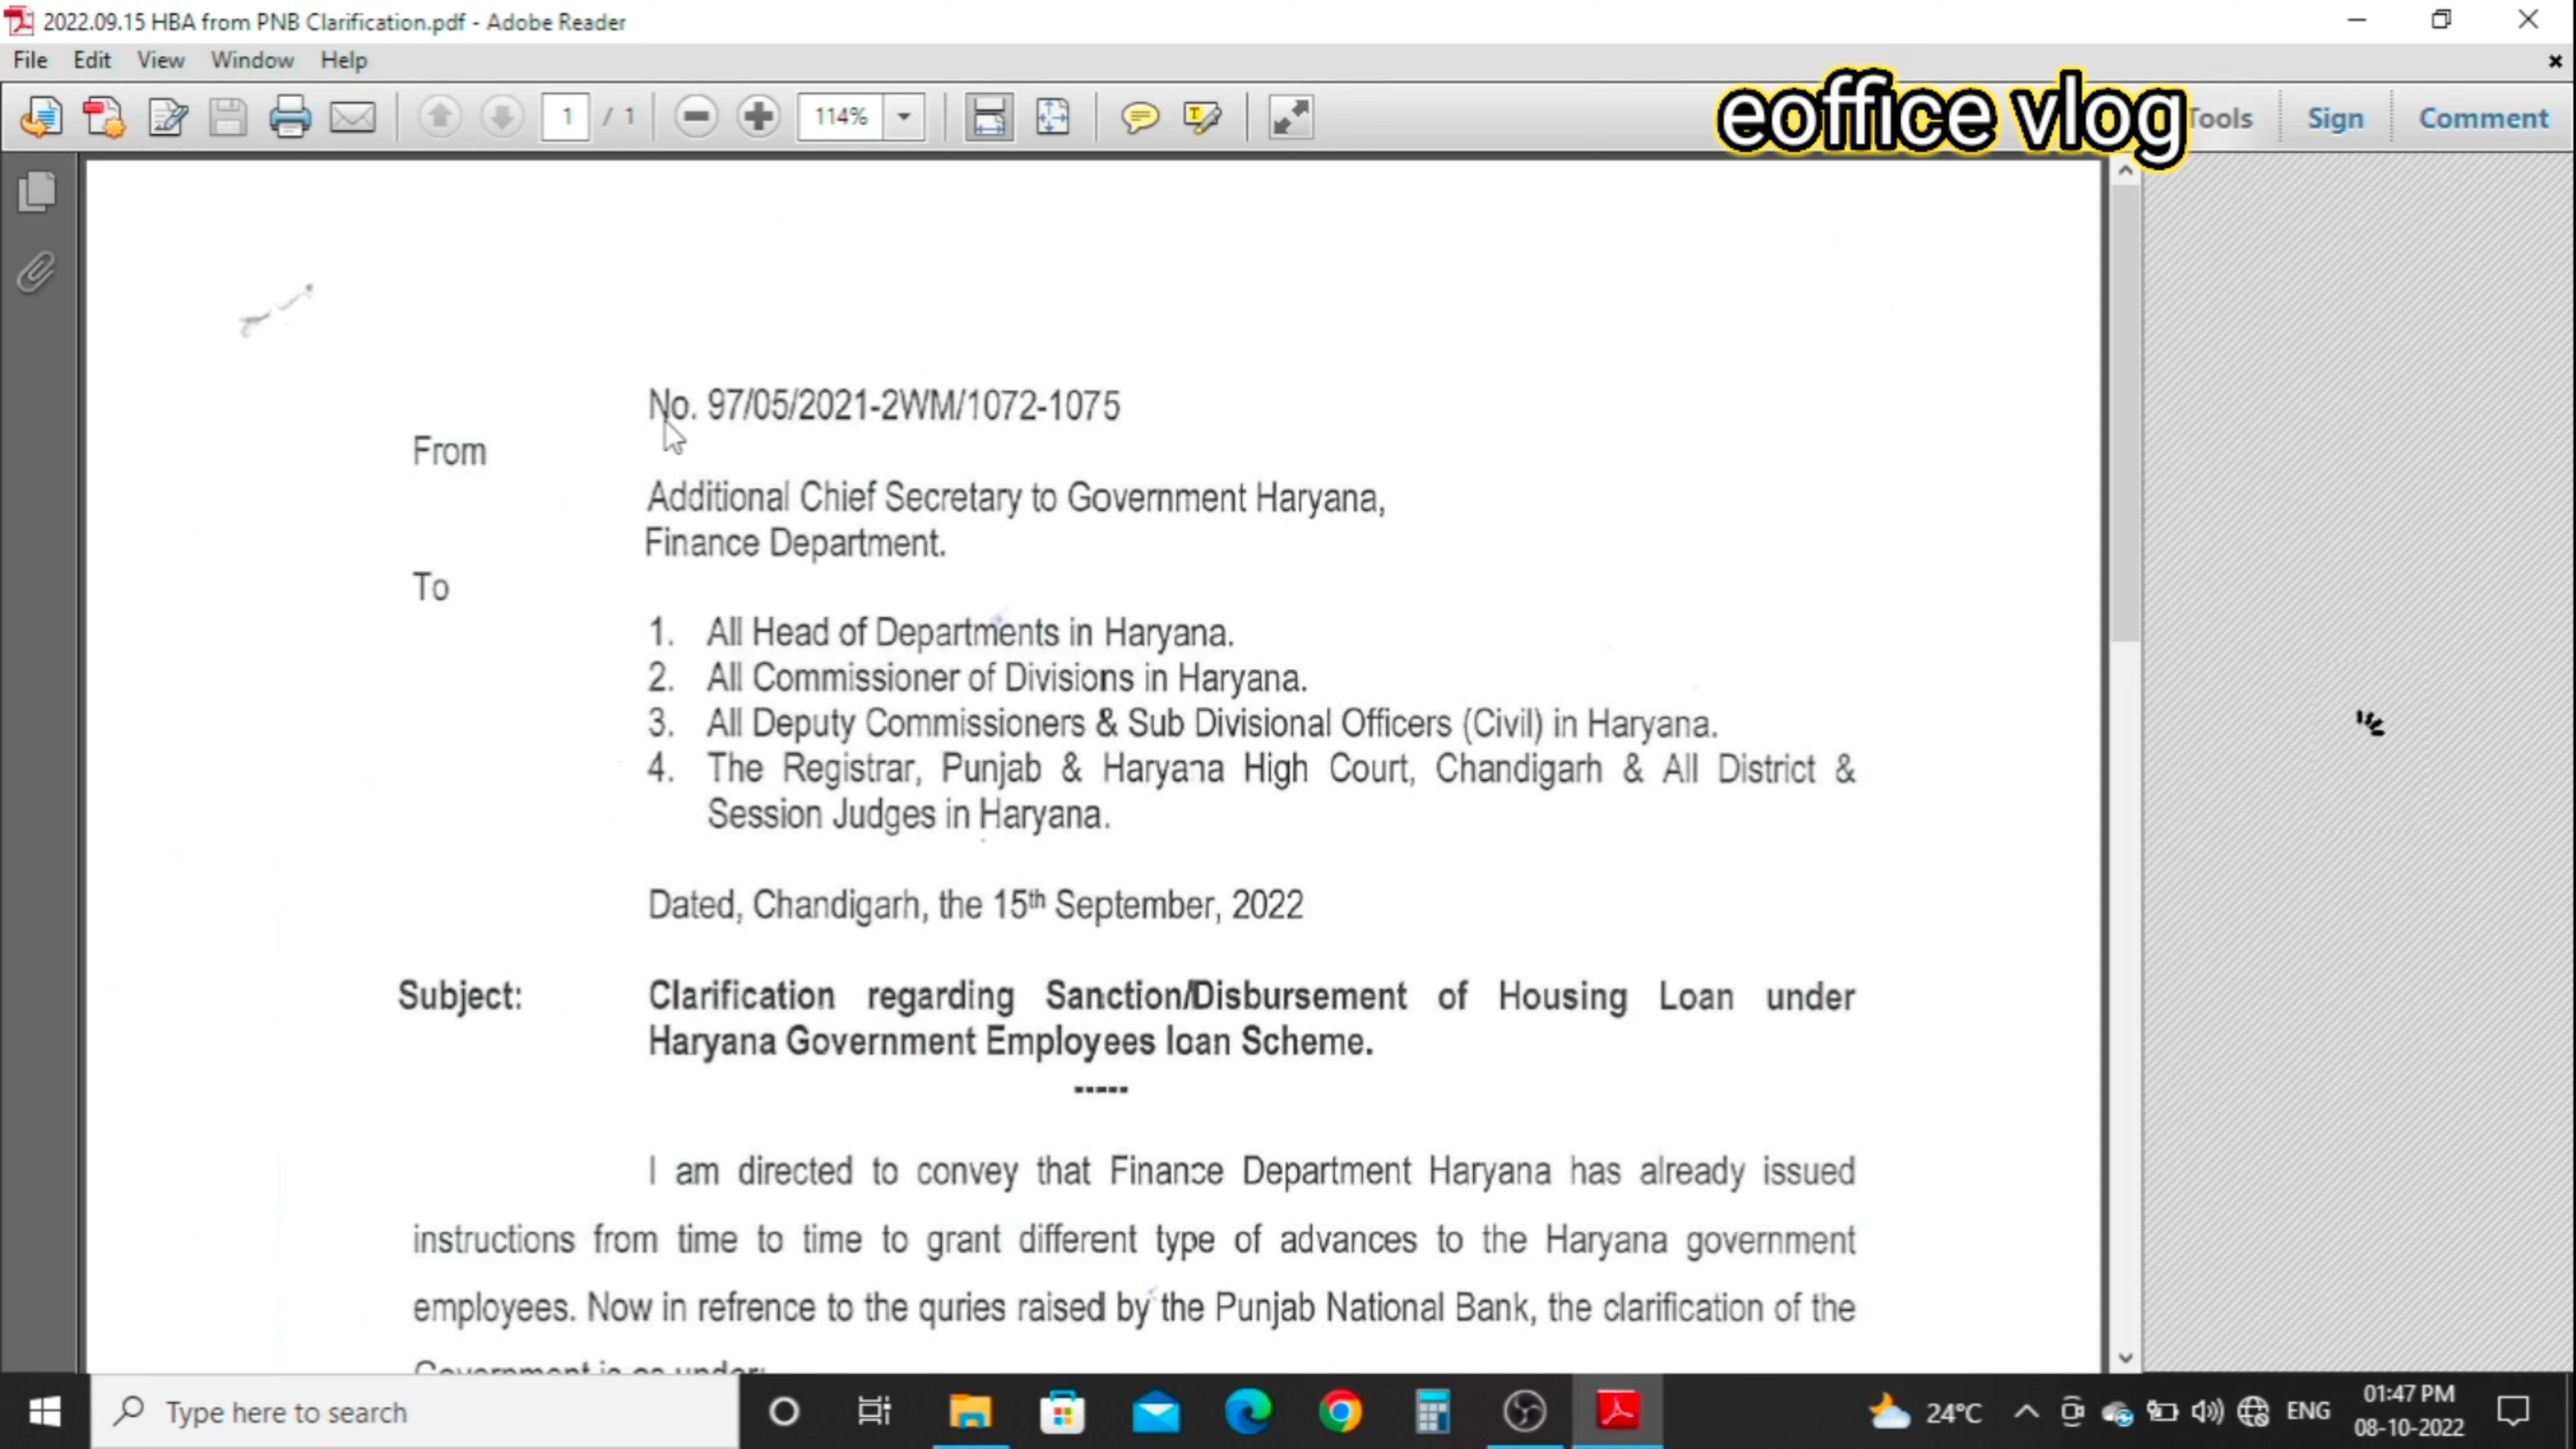 2022.09.15 HBA from PNB Clarification.pdf - Adobe Reader
File Edit View Window Help
1 / 1 114% Tools Sign Comment
eoffice vlog
No. 97/05/2021-2WM/1072-1075
From
Additional Chief Secretary to Government Haryana,
Finance Department.
To
1. All Head of Departments in Haryana.
2. All Commissioner of Divisions in Haryana.
3. All Deputy Commissioners & Sub Divisional Officers (Civil) in Haryana.
4. The Registrar, Punjab & Haryana High Court, Chandigarh & All District &
Session Judges in Haryana.
Dated, Chandigarh, the 15th September, 2022
Subject: Clarification regarding Sanction/Disbursement of Housing Loan under
Haryana Government Employees loan Scheme.
-----
I am directed to convey that Finance Department Haryana has already issued
instructions from time to time to grant different type of advances to the Haryana government
employees. Now in refrence to the quries raised by the Punjab National Bank, the clarification of the
Government is as under:
Type here to search
24°C ENG 01:47 PM
08-10-2022